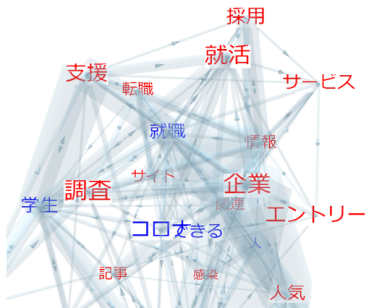 採用
就活
支援
サービス
転職
就職
情報
サイト
企業
調査
関連
学生
エントリー
コロナ
できる
人
記事
感染
人気